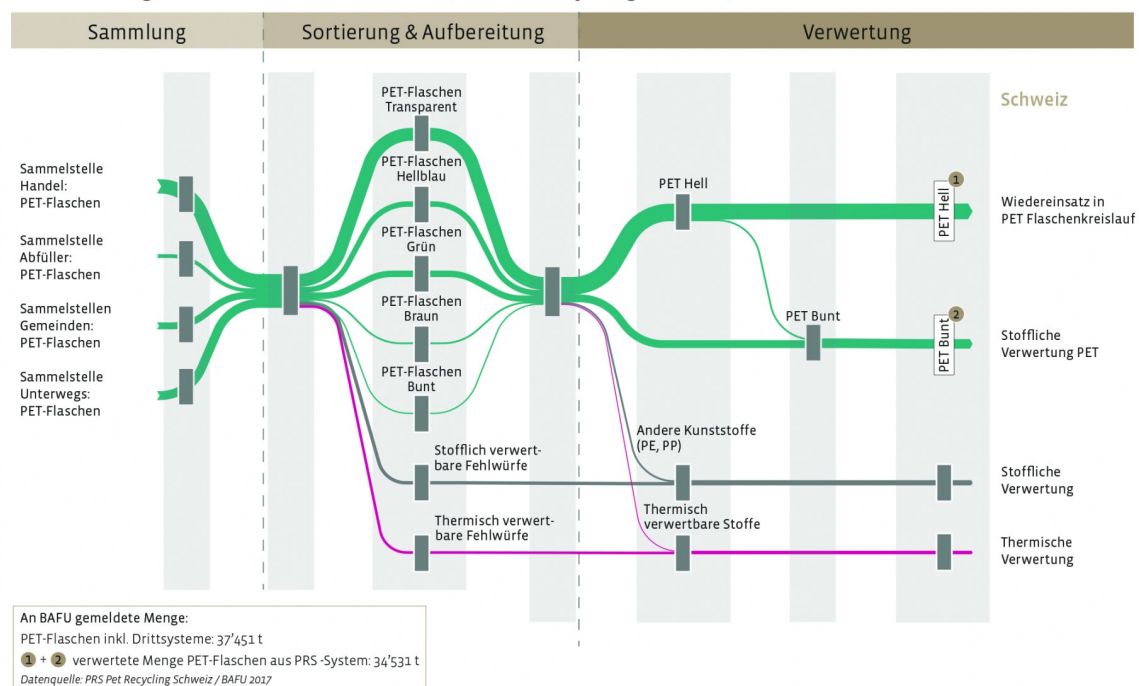 Sammlung
Sortierung & Aufbereitung
Verwertung
Schweiz
Sammelstelle
Handel:
PET-Flaschen
Sammelstelle
Abfüller:
PET-Flaschen
Sammelstellen
Gemeinden:
PET-Flaschen
Sammelstelle
Unterwegs:
PET-Flaschen
PET-Flaschen
Transparent
PET-Flaschen
Hellblau
PET-Flaschen
Grün
PET-Flaschen
Braun
PET-Flaschen
Bunt
Stofflich verwert-
bare Fehlwürfe
Thermisch verwert-
bare Fehlwürfe
PET Hell
PET Bunt
Andere Kunststoffe
(PE, PP)
Thermisch
verwertbare Stoffe
1
PET Hell
2
PET Bunt
Wiedereinsatz in
PET Flaschenkreislauf
Stoffliche
Verwertung PET
Stoffliche
Verwertung
Thermische
Verwertung
An BAFU gemeldete Menge:
PET-Flaschen inkl. Drittsysteme: 37'451 t
1 + 2 verwertete Menge PET-Flaschen aus PRS -System: 34'531 t
Datenquelle: PRS Pet Recycling Schweiz / BAFU 2017